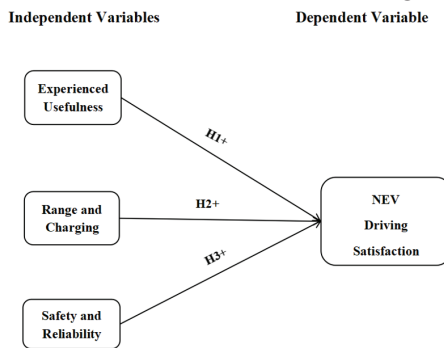 Independent Variables
Dependent Variable
Experienced
Usefulness
H1+
H2+
Range and
Charging
NEV
Driving
Satisfaction
H3+
Safety and
Reliability